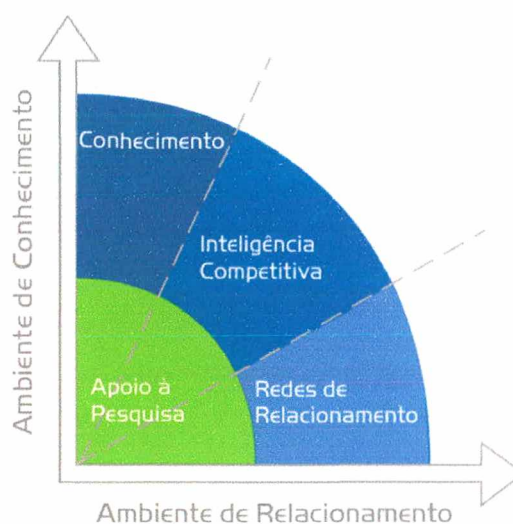 Ambiente de Conhecimento
Conhecimento
Inteligência
Competitiva
Apoio à
Pesquisa
Redes de
Relacionamento
Ambiente de Relacionamento